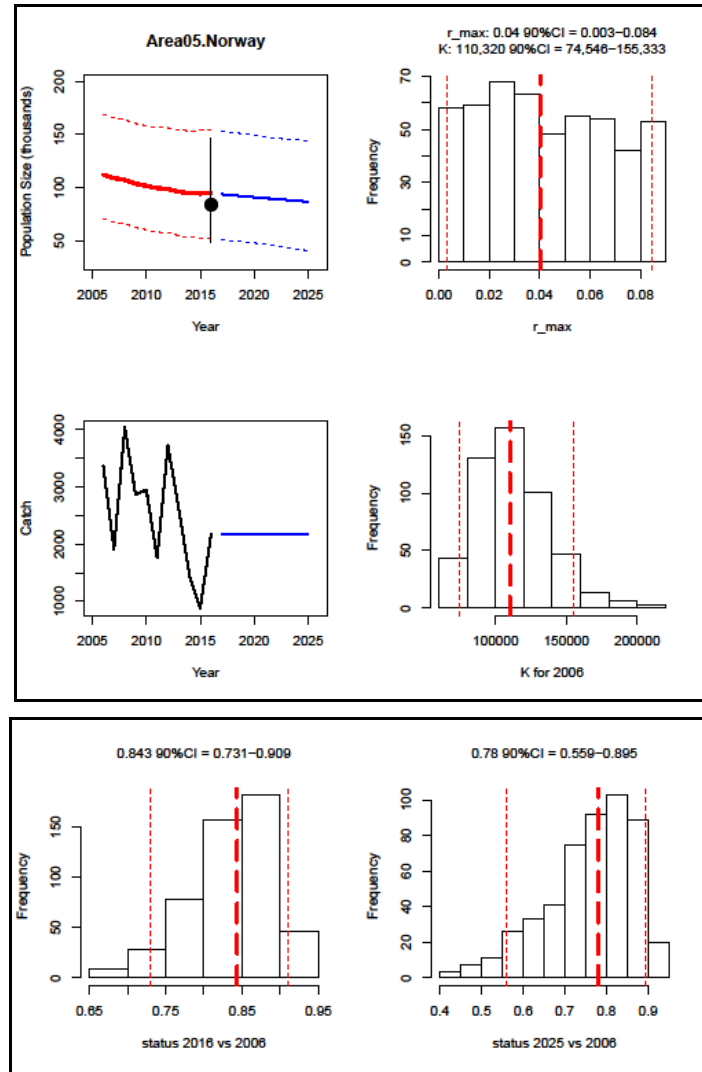 Area05.Norway
Population Size (thousands)
200
150
100
50
2005 2010 2015 2020 2025
Year
r_max: 0.04 90%CI = 0.003−0.084
K: 110,320 90%CI = 74,546−155,333
Frequency
70
50
30
10
0
0.00 0.02 0.04 0.06 0.08
r_max
Catch
4000
3000
2000
1000
2005 2010 2015 2020 2025
Year
Frequency
150
100
50
0
100000 150000 200000
K for 2006
0.843 90%CI = 0.731−0.909
Frequency
150
100
50
0
0.65 0.75 0.85 0.95
status 2016 vs 2006
0.78 90%CI = 0.559−0.895
Frequency
100
80
60
40
20
0
0.4 0.5 0.6 0.7 0.8 0.9
status 2025 vs 2006